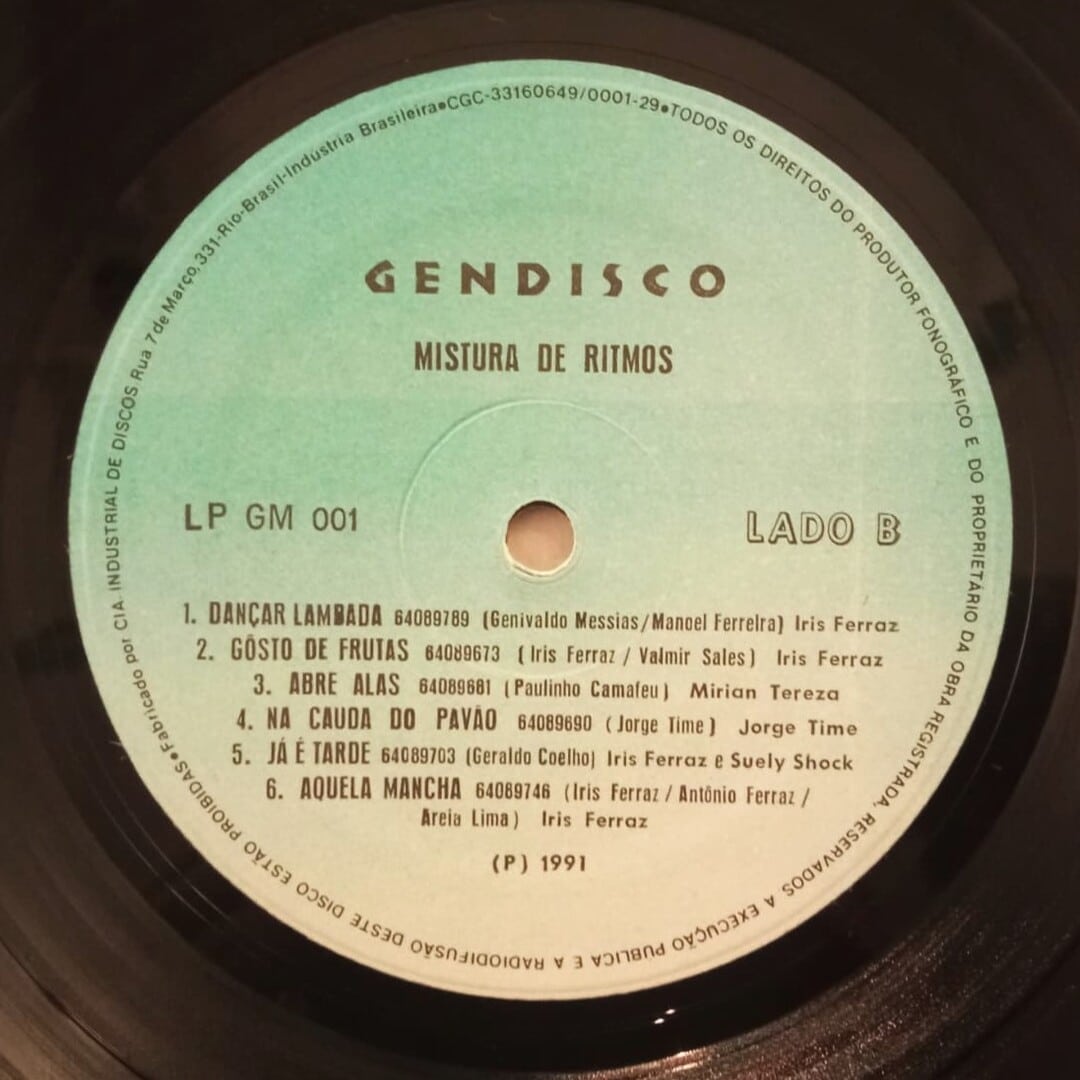 Fabricado por CIA. INDUSTRIAL DE DISCOS. Rua 7 de Março, 331-Rio-Brasil-Industria Brasileira●CGC-33160649/0001-29●TODOS OS DIREITOS DO PRODUTOR FONOGRÁFICO E DO PROPRIETÁRIO DA OBRA REGISTRADA, RESERVADOS A EXECUÇÃO PUBLICA E A RADIODIFUSÃO DESTE DISCO ESTÃO PROIBIDAS●
GENDISCO
MISTURA DE RITMOS
LP GM 001
LADO B
1. DANÇAR LAMBADA 64089789 (Genivaldo Messias/Manoel Ferreira) Iris Ferraz
2. GÔSTO DE FRUTAS 64089673 (Iris Ferraz / Valmir Sales) Iris Ferraz
3. ABRE ALAS 64089681 (Paulinho Camafeu) Mirian Tereza
4. NA CAUDA DO PAVÃO 64089690 (Jorge Time) Jorge Time
5. JÁ É TARDE 64089703 (Geraldo Coelho) Iris Ferraz e Suely Shock
6. AQUELA MANCHA 64089746 (Iris Ferraz / Antônio Ferraz /
Areia Lima) Iris Ferraz
(P) 1991